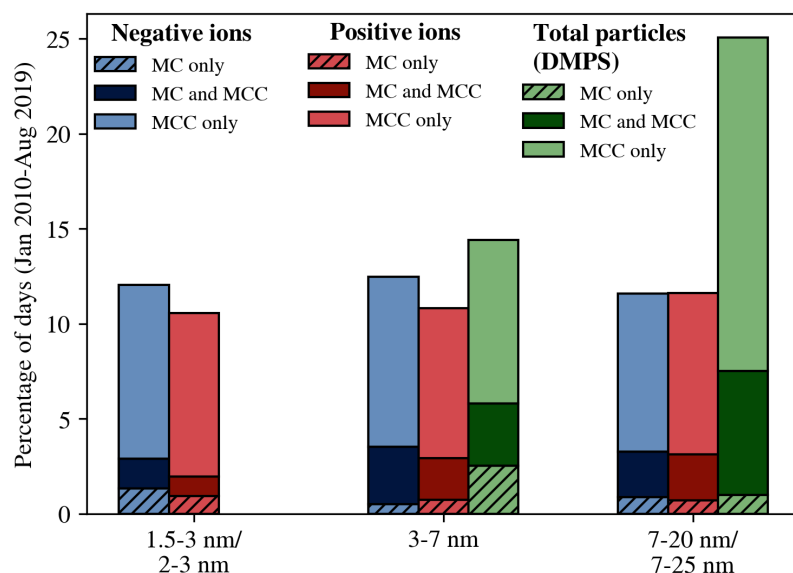 Percentage of days (Jan 2010-Aug 2019)
25
20
15
10
5
0
Negative ions
MC only
MC and MCC
MCC only
Positive ions
MC only
MC and MCC
MCC only
Total particles
(DMPS)
MC only
MC and MCC
MCC only
1.5-3 nm/
2-3 nm
3-7 nm
7-20 nm/
7-25 nm